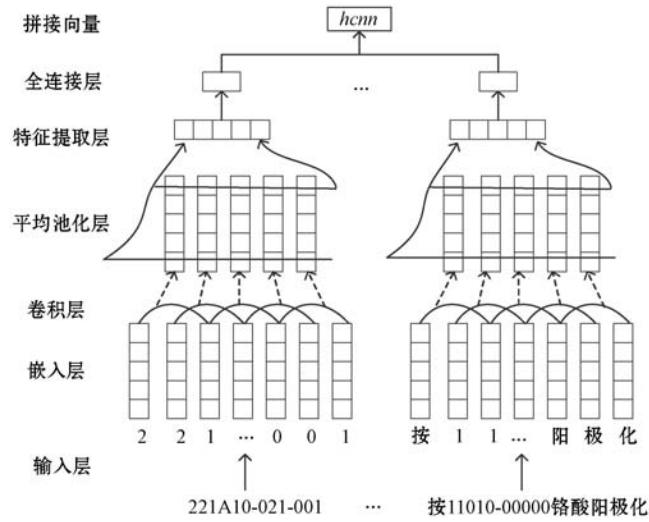 拼接向量
hcnn
全连接层
...
特征提取层
平均池化层
卷积层
嵌入层
2 2 1 ... 0 0 1
按 1 1 ... 阳 极 化
输入层
221A10-021-001 ... 按11010-00000铬酸阳极化